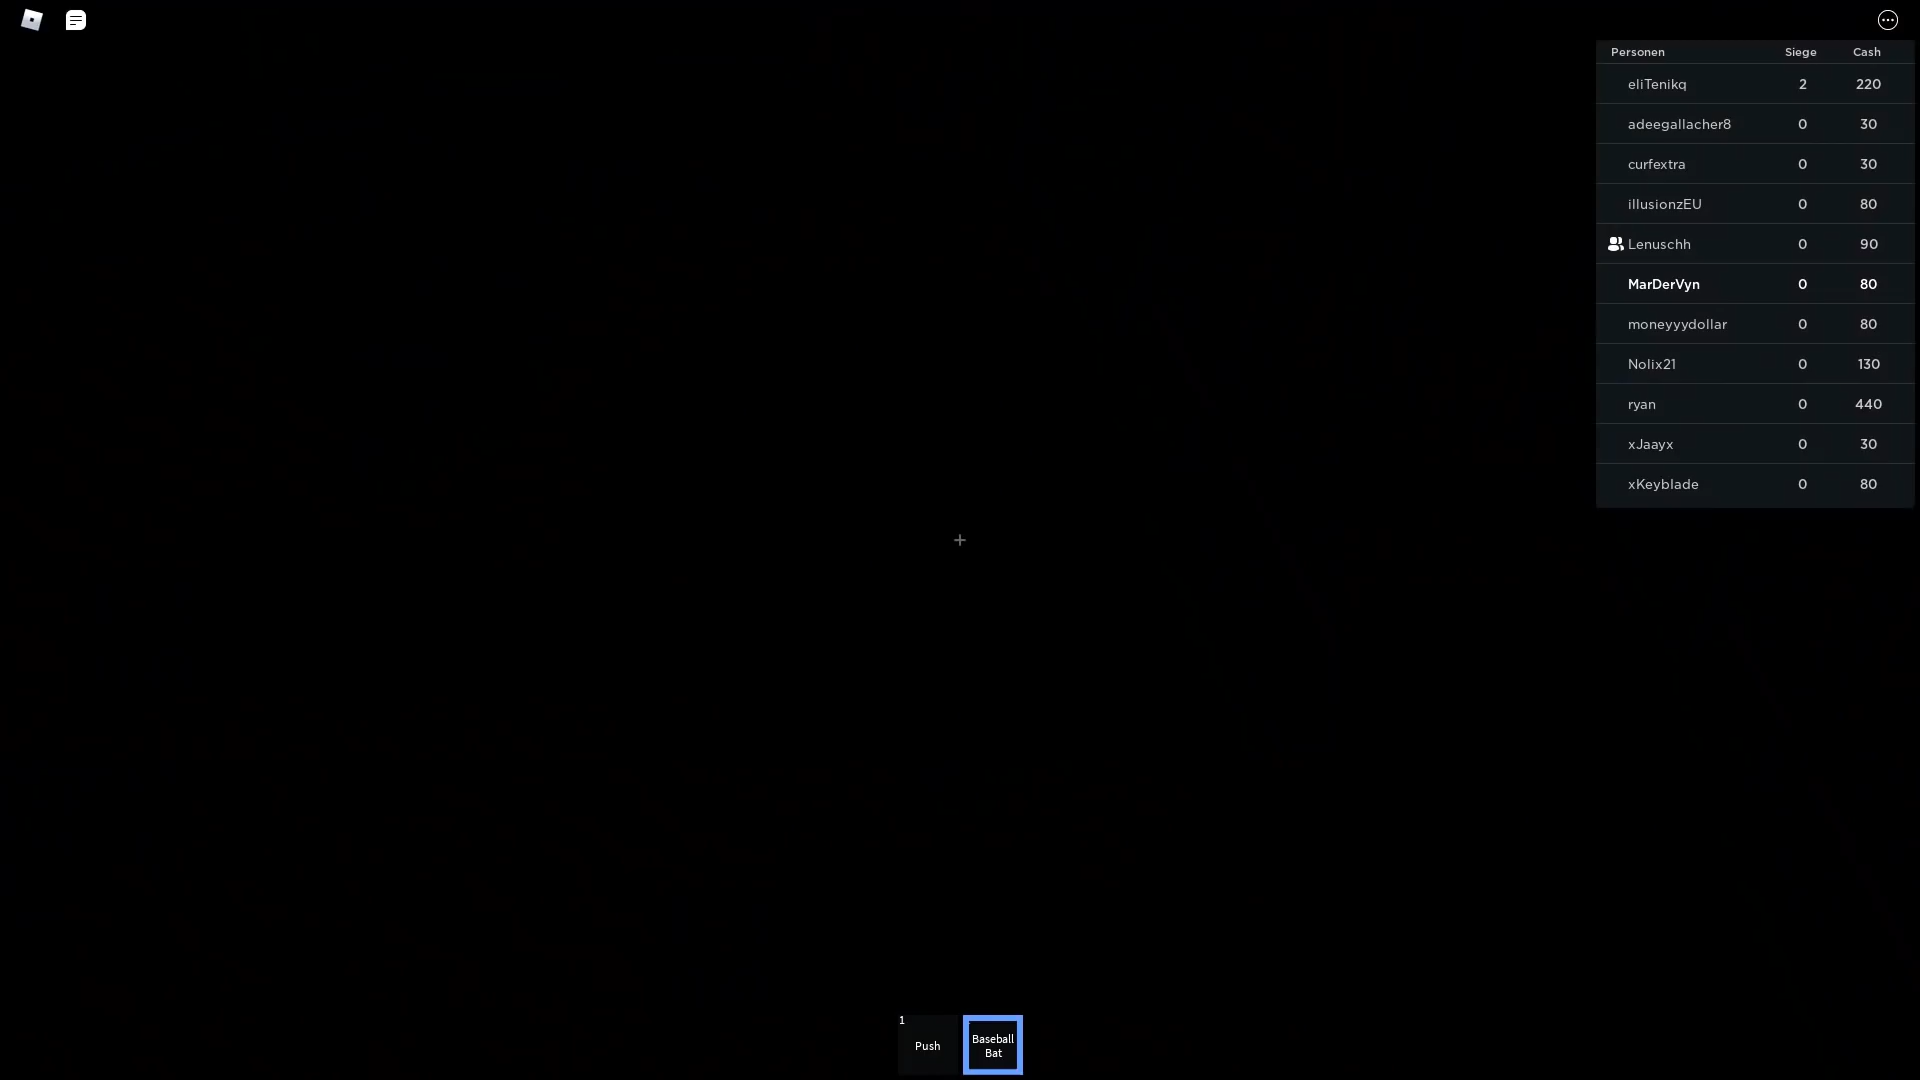 Personen Siege Cash
eliTenikq 2 220
adeegallacher8 0 30
curfextra 0 30
illusionzEU 0 80
Lenuschh 0 90
MarDerVyn 0 80
moneyyydollar 0 80
Nolix21 0 130
ryan 0 440
xJaayx 0 30
xKeyblade 0 80
1
Push
Baseball
Bat